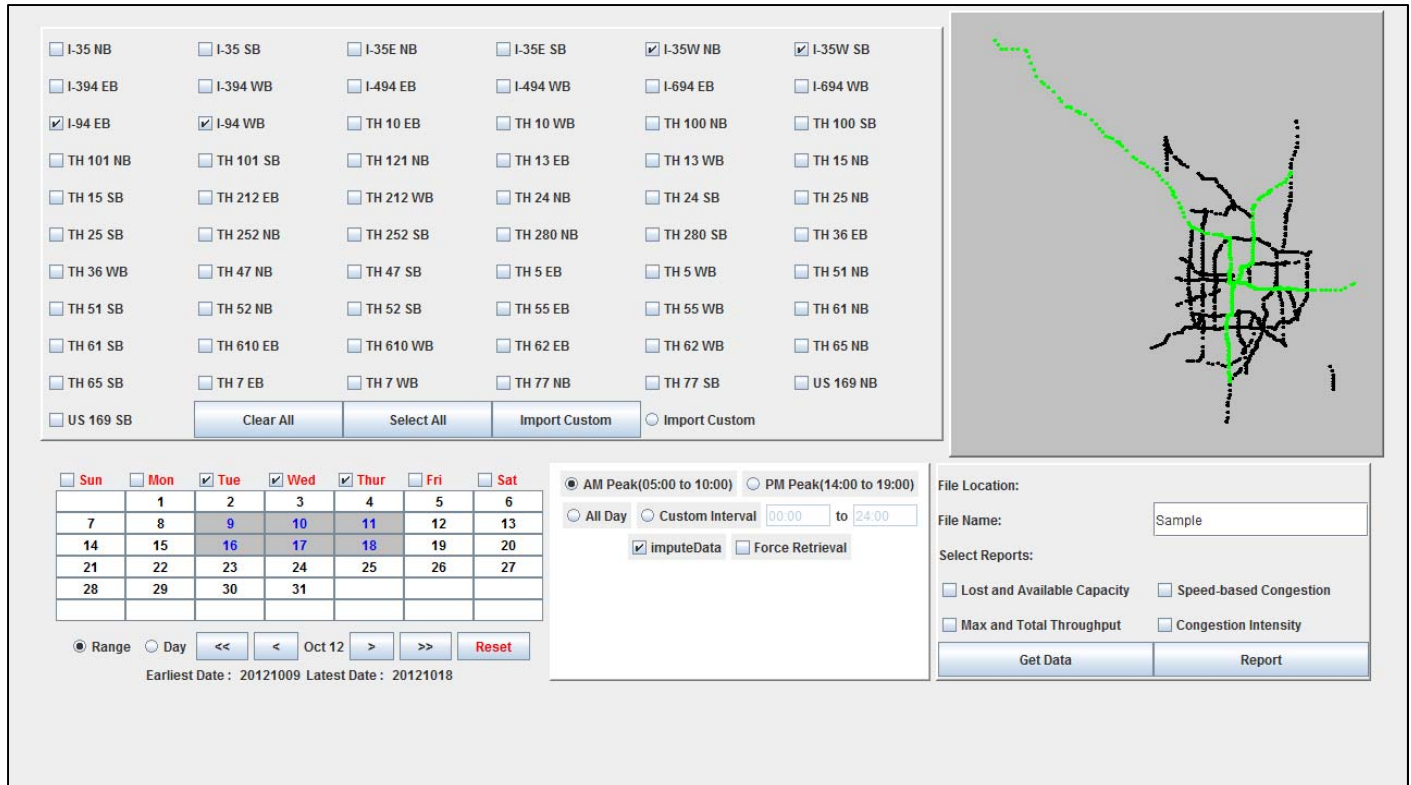 I-35 NB I-35 SB I-35E NB I-35E SB I-35W NB I-35W SB
I-394 EB I-394 WB I-494 EB I-494 WB I-694 EB I-694 WB
I-94 EB I-94 WB TH 10 EB TH 10 WB TH 100 NB TH 100 SB
TH 101 NB TH 101 SB TH 121 NB TH 13 EB TH 13 WB TH 15 NB
TH 15 SB TH 212 EB TH 212 WB TH 24 NB TH 24 SB TH 25 NB
TH 25 SB TH 252 NB TH 252 SB TH 280 NB TH 280 SB TH 36 EB
TH 36 WB TH 47 NB TH 47 SB TH 5 EB TH 5 WB TH 51 NB
TH 51 SB TH 52 NB TH 52 SB TH 55 EB TH 55 WB TH 61 NB
TH 61 SB TH 610 EB TH 610 WB TH 62 EB TH 62 WB TH 65 NB
TH 65 SB TH 7 EB TH 7 WB TH 77 NB TH 77 SB US 169 NB
US 169 SB Clear All Select All Import Custom Import Custom
Sun Mon Tue Wed Thur Fri Sat
1 2 3 4 5 6
7 8 9 10 11 12 13
14 15 16 17 18 19 20
21 22 23 24 25 26 27
28 29 30 31
Range Day << < Oct 12 > >> Reset
Earliest Date : 20121009 Latest Date : 20121018
AM Peak(05:00 to 10:00) PM Peak(14:00 to 19:00)
All Day Custom Interval 00:00 to 24:00
imputeData Force Retrieval
File Location:
File Name: Sample
Select Reports:
Lost and Available Capacity Speed-based Congestion
Max and Total Throughput Congestion Intensity
Get Data Report